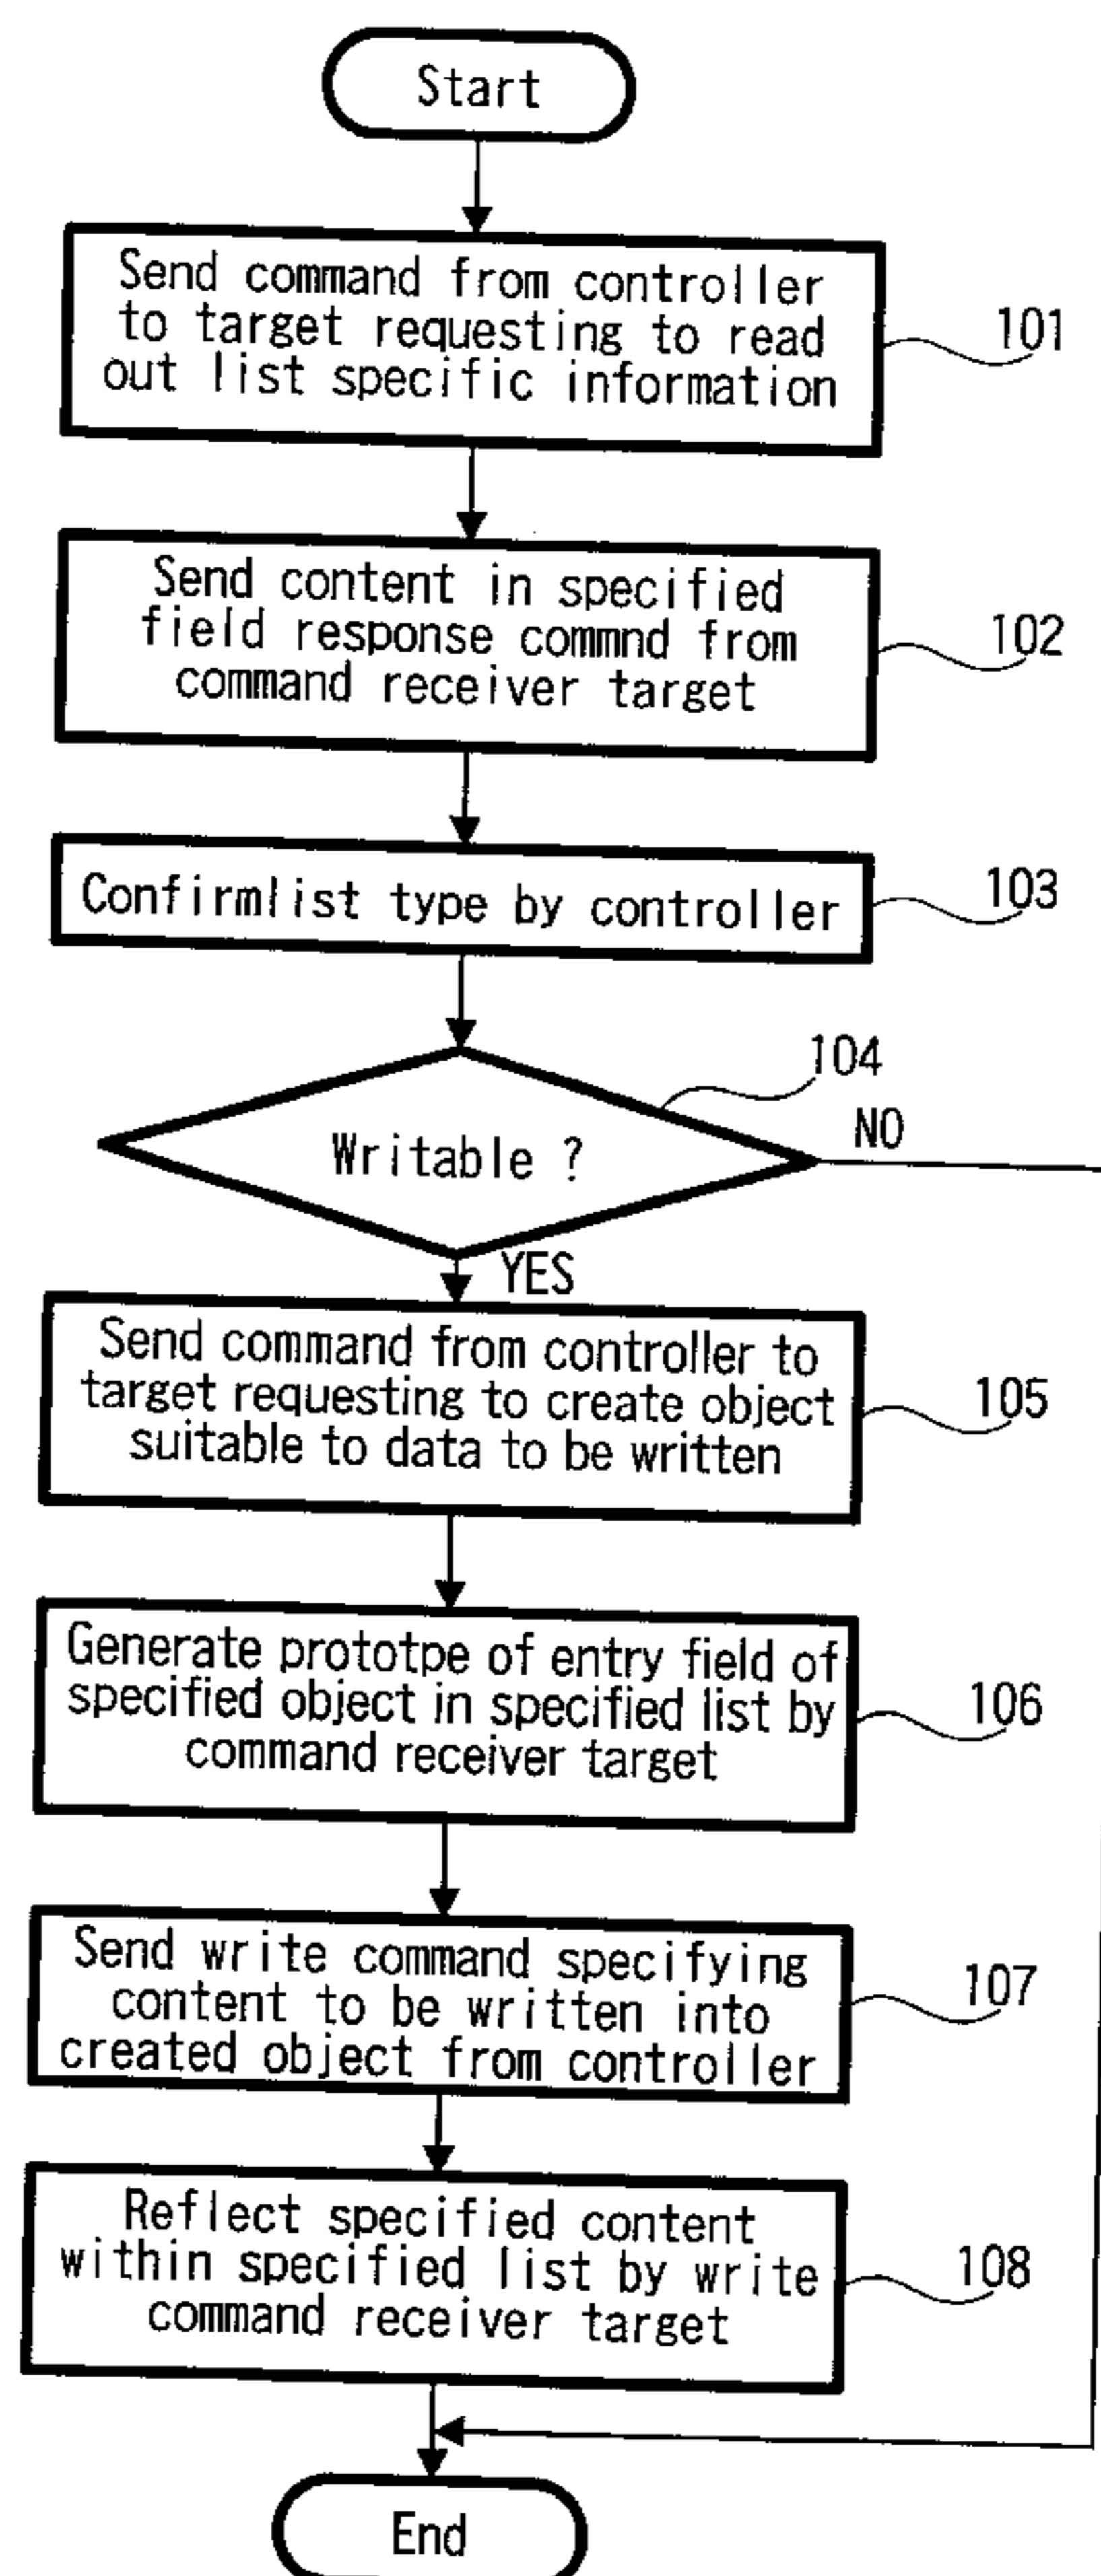 Start
Send command from controller
to target requesting to read
out list specific information
101
Send content in specified
field response commnd from
command receiver target
102
Confirmlist type by controller
103
104
Writable ?
NO
YES
Send command from controller to
target requesting to create object
suitable to data to be written
105
Generate prototpe of entry field of
specified object in specified list by
command receiver target
106
Send write command specifying
content to be written into
created object from controller
107
Reflect specified content
within specified list by write
command receiver target
108
End